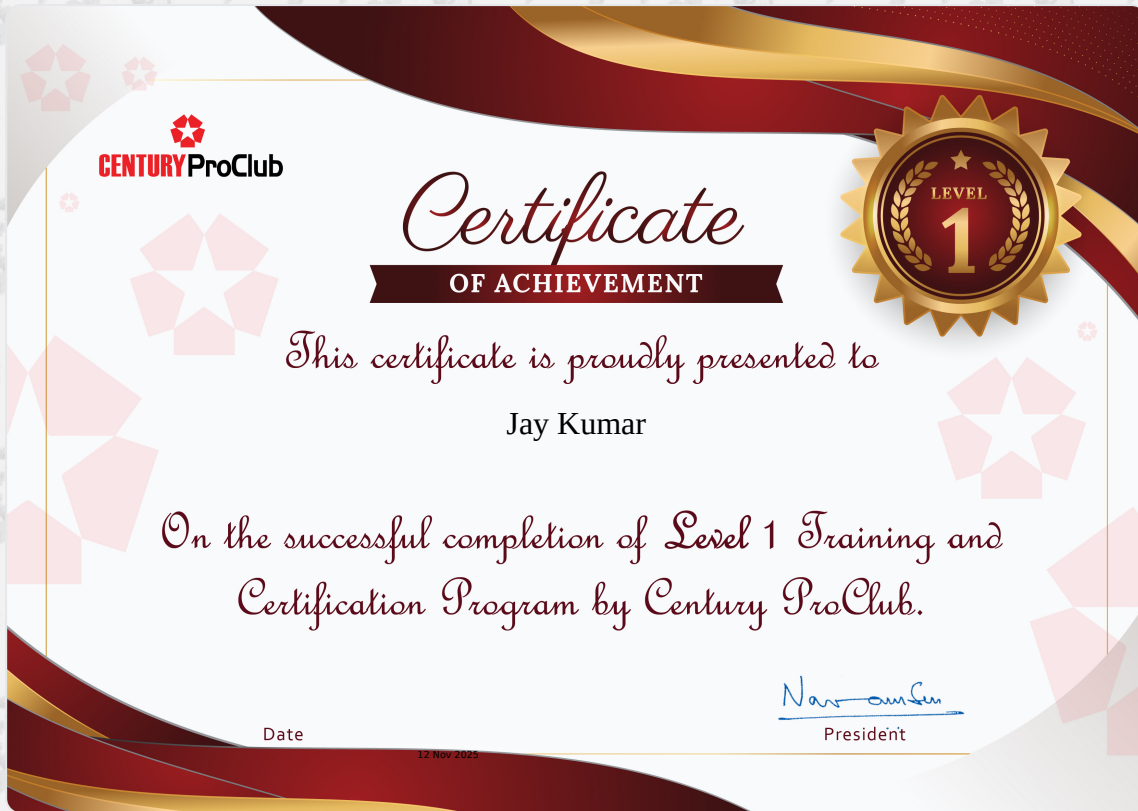 CENTURY ProClub
LEVEL
1
Certificate
OF ACHIEVEMENT
This certificate is proudly presented to
Jay Kumar
On the successful completion of Level 1 Training and
Certification Program by Century ProClub.
Date
President
12 Nov 2025